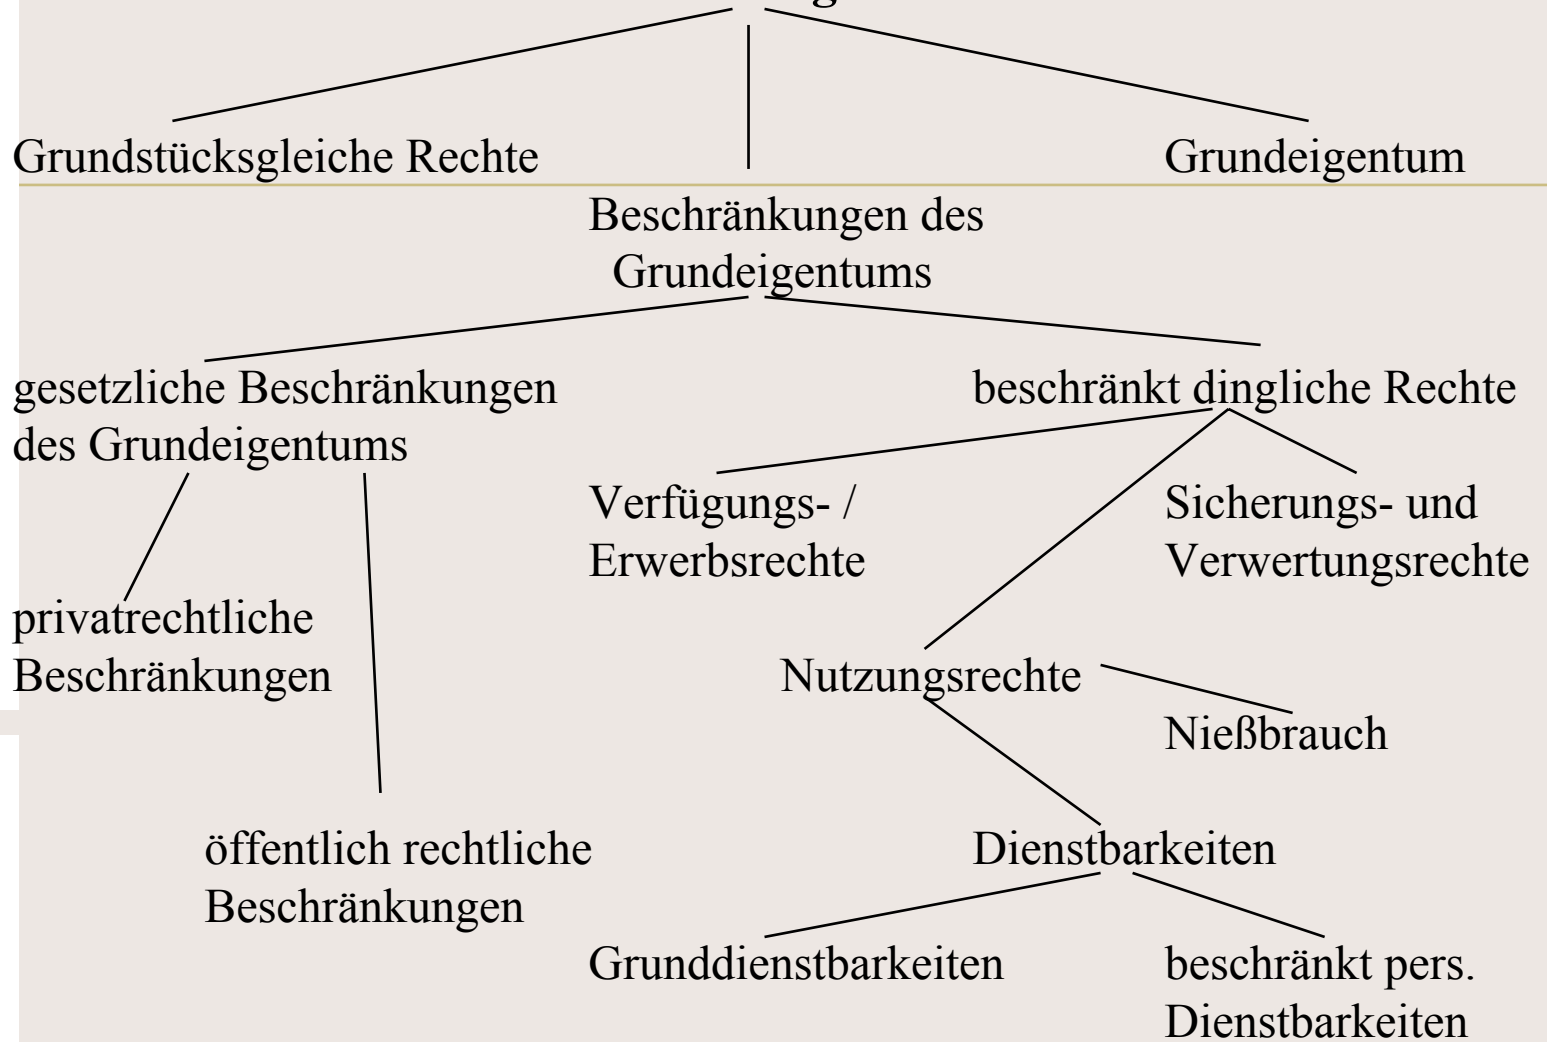 Grundstücksgleiche Rechte
Grundeigentum
Beschränkungen des
Grundeigentums
gesetzliche Beschränkungen
des Grundeigentums
beschränkt dingliche Rechte
Verfügungs- /
Erwerbsrechte
Sicherungs- und
Verwertungsrechte
privatrechtliche
Beschränkungen
Nutzungsrechte
Nießbrauch
öffentlich rechtliche
Beschränkungen
Dienstbarkeiten
Grunddienstbarkeiten
beschränkt pers.
Dienstbarkeiten